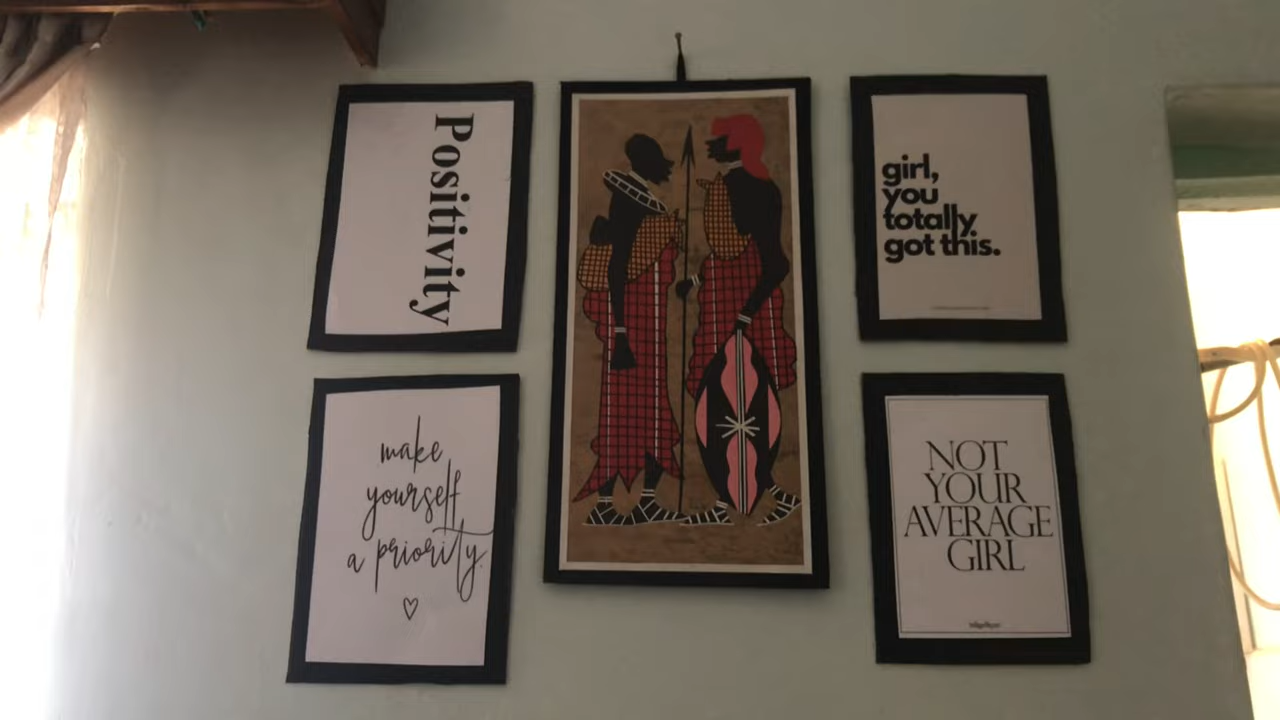 Positivity
girl,
you
totally
got this.
make
yourself
a priority.
♡
NOT
YOUR
AVERAGE
GIRL